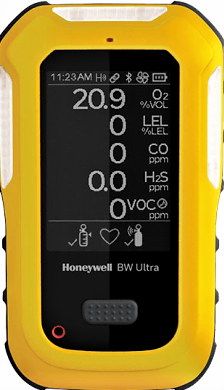 11:23AM
20.9 O₂ %VOL
0 LEL %LEL
0 CO ppm
0.0 H₂S ppm
0 VOC ppm
Honeywell BW Ultra